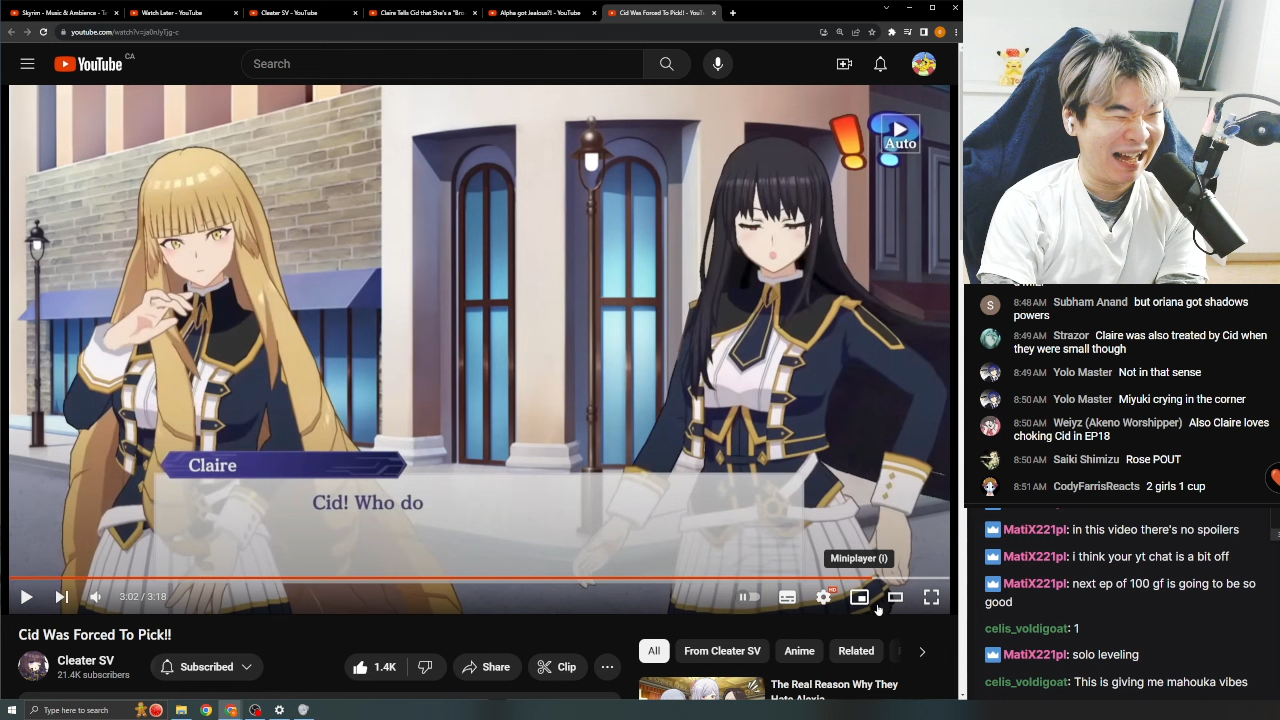 Skyrim - Music & Ambience - Te
Watch Later - YouTube
Cleater SV - YouTube
Claire Tells Cid that She's a "Bro
Alpha got Jealous?! - YouTube
Cid Was Forced To Pick!! - YouT
youtube.com/watch?v=ja0nJyTjg-c
YouTube CA
Search
Auto
Claire
Cid! Who do
Miniplayer (i)
3:02 / 3:18
HD
Cid Was Forced To Pick!!
Cleater SV
21.4K subscribers
Subscribed
1.4K
Share
Clip
All
From Cleater SV
Anime
Related
The Real Reason Why They
Hate Alexia
Type here to search
8:48 AM Subham Anand but oriana got shadows
powers
8:49 AM Strazor Claire was also treated by Cid when
they were small though
8:49 AM Yolo Master Not in that sense
8:50 AM Yolo Master Miyuki crying in the corner
8:50 AM Weiyz (Akeno Worshipper) Also Claire loves
choking Cid in EP18
8:50 AM Saiki Shimizu Rose POUT
8:51 AM CodyFarrisReacts 2 girls 1 cup
MatiX221pl: in this video there's no spoilers
MatiX221pl: i think your yt chat is a bit off
MatiX221pl: next ep of 100 gf is going to be so
good
celis_voldigoat: 1
MatiX221pl: solo leveling
celis_voldigoat: This is giving me mahouka vibes